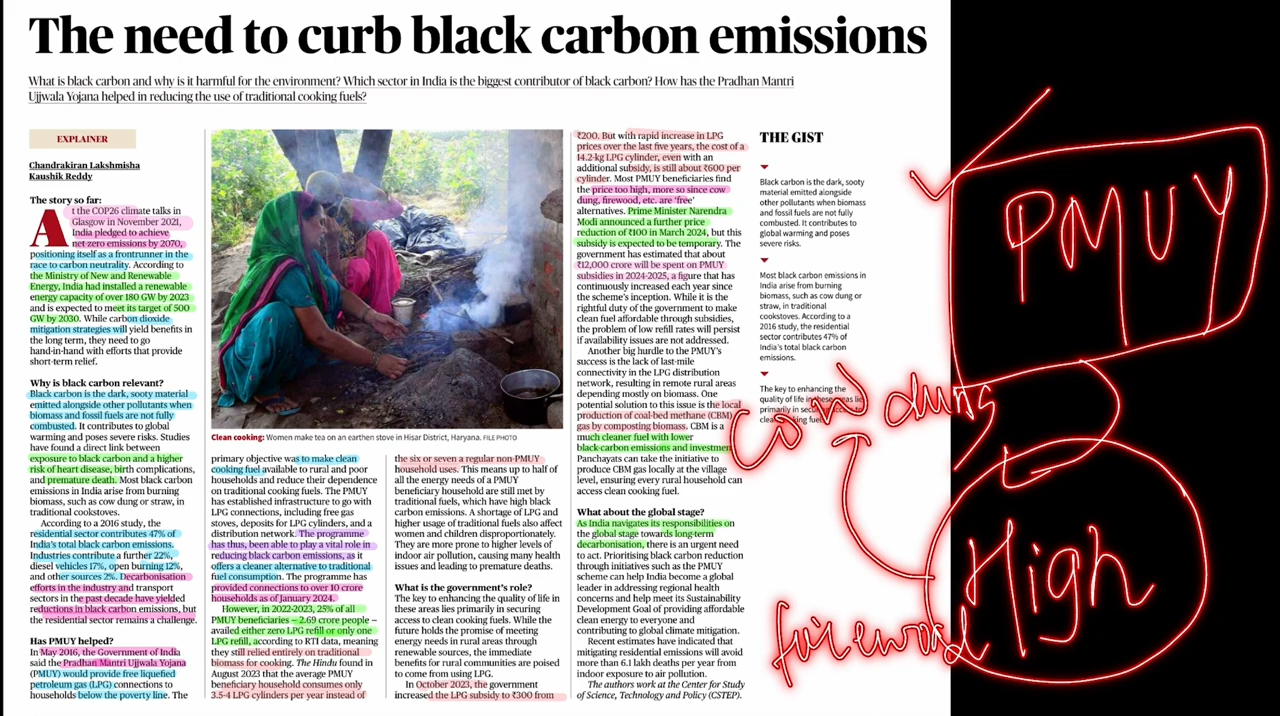 The need to curb black carbon emissions
What is black carbon and why is it harmful for the environment? Which sector in India is the biggest contributor of black carbon? How has the Pradhan Mantri
Ujjwala Yojana helped in reducing the use of traditional cooking fuels?
EXPLAINER
Chandrakiran Lakshmisha
Kaushik Reddy
The story so far:
At the COP26 climate talks in
Glasgow in November 2021,
India pledged to achieve
net zero emissions by 2070,
positioning itself as a frontrunner in the
race to carbon neutrality. According to
the Ministry of New and Renewable
Energy, India had installed a renewable
energy capacity of over 180 GW by 2023
and is expected to meet its target of 500
GW by 2030. While carbon dioxide
mitigation strategies will yield benefits in
the long term, they need to go
hand-in-hand with efforts that provide
short-term relief.
Why is black carbon relevant?
Black carbon is the dark, sooty material
emitted alongside other pollutants when
biomass and fossil fuels are not fully
combusted. It contributes to global
warming and poses severe risks. Studies
have found a direct link between
exposure to black carbon and a higher
risk of heart disease, birth complications,
and premature death. Most black carbon
emissions in India arise from burning
biomass, such as cow dung or straw, in
traditional cookstoves.
According to a 2016 study, the
residential sector contributes 47% of
India's total black carbon emissions.
Industries contribute a further 22%,
diesel vehicles 17%, open burning 12%,
and other sources 2%. Decarbonisation
efforts in the industry and transport
sectors in the past decade have yielded
reductions in black carbon emissions, but
the residential sector remains a challenge.
Has PMUY helped?
In May 2016, the Government of India
said the Pradhan Mantri Ujjwala Yojana
(PMUY) would provide free liquefied
petroleum gas (LPG) connections to
households below the poverty line. The
Clean cooking: Women make tea on an earthen stove in Hisar District, Haryana. FILE PHOTO
primary objective was to make clean
cooking fuel available to rural and poor
households and reduce their dependence
on traditional cooking fuels. The PMUY
has established infrastructure to go with
LPG connections, including free gas
stoves, deposits for LPG cylinders, and a
distribution network. The programme
has thus, been able to play a vital role in
reducing black carbon emissions, as it
offers a cleaner alternative to traditional
fuel consumption. The programme has
provided connections to over 10 crore
households as of January 2024.
However, in 2022-2023, 25% of all
PMUY beneficiaries – 2.69 crore people –
availed either zero LPG refill or only one
LPG refill, according to RTI data, meaning
they still relied entirely on traditional
biomass for cooking. The Hindu found in
August 2023 that the average PMUY
beneficiary household consumes only
3.5-4 LPG cylinders per year instead of
the six or seven a regular non-PMUY
household uses. This means up to half of
all the energy needs of a PMUY
beneficiary household are still met by
traditional fuels, which have high black
carbon emissions. A shortage of LPG and
higher usage of traditional fuels also affect
women and children disproportionately.
They are more prone to higher levels of
indoor air pollution, causing many health
issues and leading to premature deaths.
What is the government's role?
The key to enhancing the quality of life in
these areas lies primarily in securing
access to clean cooking fuels. While the
future holds the promise of meeting
energy needs in rural areas through
renewable sources, the immediate
benefits for rural communities are poised
to come from using LPG.
In October 2023, the government
increased the LPG subsidy to ₹300 from
₹200. But with rapid increase in LPG
prices over the last five years, the cost of a
14.2-kg LPG cylinder, even with an
additional subsidy, is still about ₹600 per
cylinder. Most PMUY beneficiaries find
the price too high, more so since cow
dung, firewood, etc. are 'free'
alternatives. Prime Minister Narendra
Modi announced a further price
reduction of ₹100 in March 2024, but this
subsidy is expected to be temporary. The
government has estimated that about
₹12,000 crore will be spent on PMUY
subsidies in 2024-2025, a figure that has
continuously increased each year since
the scheme's inception. While it is the
rightful duty of the government to make
clean fuel affordable through subsidies,
the problem of low refill rates will persist
if availability issues are not addressed.
Another big hurdle to the PMUY's
success is the lack of last-mile
connectivity in the LPG distribution
network, resulting in remote rural areas
depending mostly on biomass. One
potential solution to this issue is the local
production of coal-bed methane (CBM)
gas by composting biomass. CBM is a
much cleaner fuel with lower
black-carbon emissions and investmen
Panchayats can take the initiative to
produce CBM gas locally at the village
level, ensuring every rural household can
access clean cooking fuel.
What about the global stage?
As India navigates its responsibilities on
the global stage towards long-term
decarbonisation, there is an urgent need
to act. Prioritising black carbon reduction
through initiatives such as the PMUY
scheme can help India become a global
leader in addressing regional health
concerns and help meet its Sustainability
Development Goal of providing affordable
clean energy to everyone and
contributing to global climate mitigation.
Recent estimates have indicated that
mitigating residential emissions will avoid
more than 6.1 lakh deaths per year from
indoor exposure to air pollution.
The authors work at the Center for Study
of Science, Technology and Policy (CSTEP).
THE GIST
Black carbon is the dark, sooty
material emitted alongside
other pollutants when biomass
and fossil fuels are not fully
combusted. It contributes to
global warming and poses
severe risks.
Most black carbon emissions in
India arise from burning
biomass, such as cow dung or
straw, in traditional
cookstoves. According to a
2016 study, the residential
sector contributes 47% of
India's total black carbon
emissions.
The key to enhancing the
quality of life in these areas lies
primarily in
PMUY
Cow dung
High
firewood